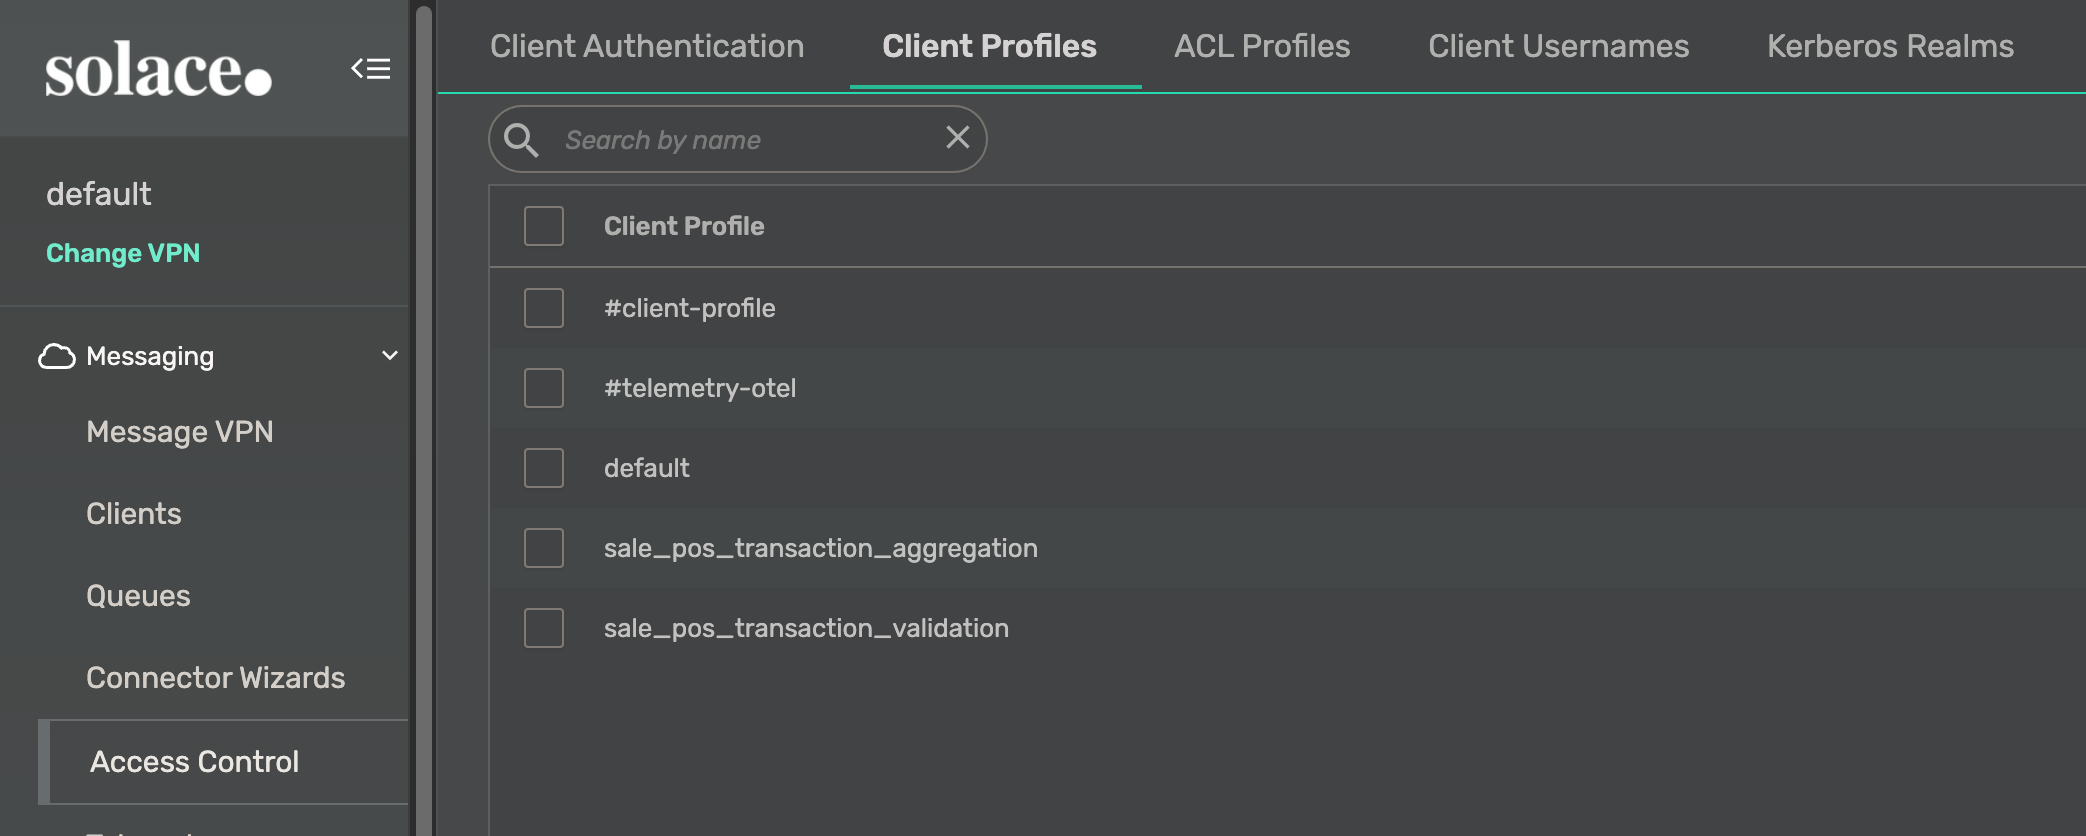 solace
default
Change VPN
Messaging
Message VPN
Clients
Queues
Connector Wizards
Access Control
Client Authentication
Client Profiles
ACL Profiles
Client Usernames
Kerberos Realms
Search by name
Client Profile
#client-profile
#telemetry-otel
default
sale_pos_transaction_aggregation
sale_pos_transaction_validation